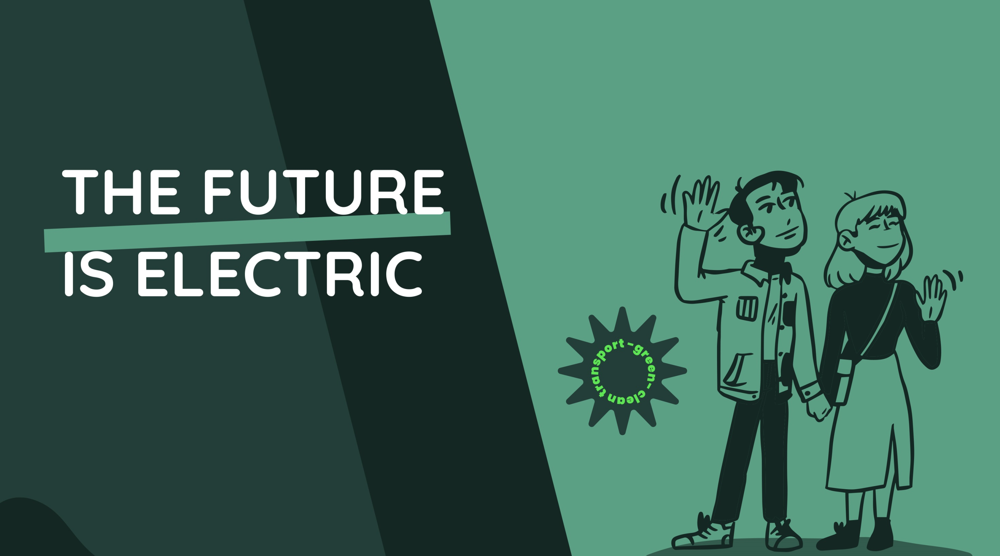 THE FUTURE
IS ELECTRIC
clean transport-green-